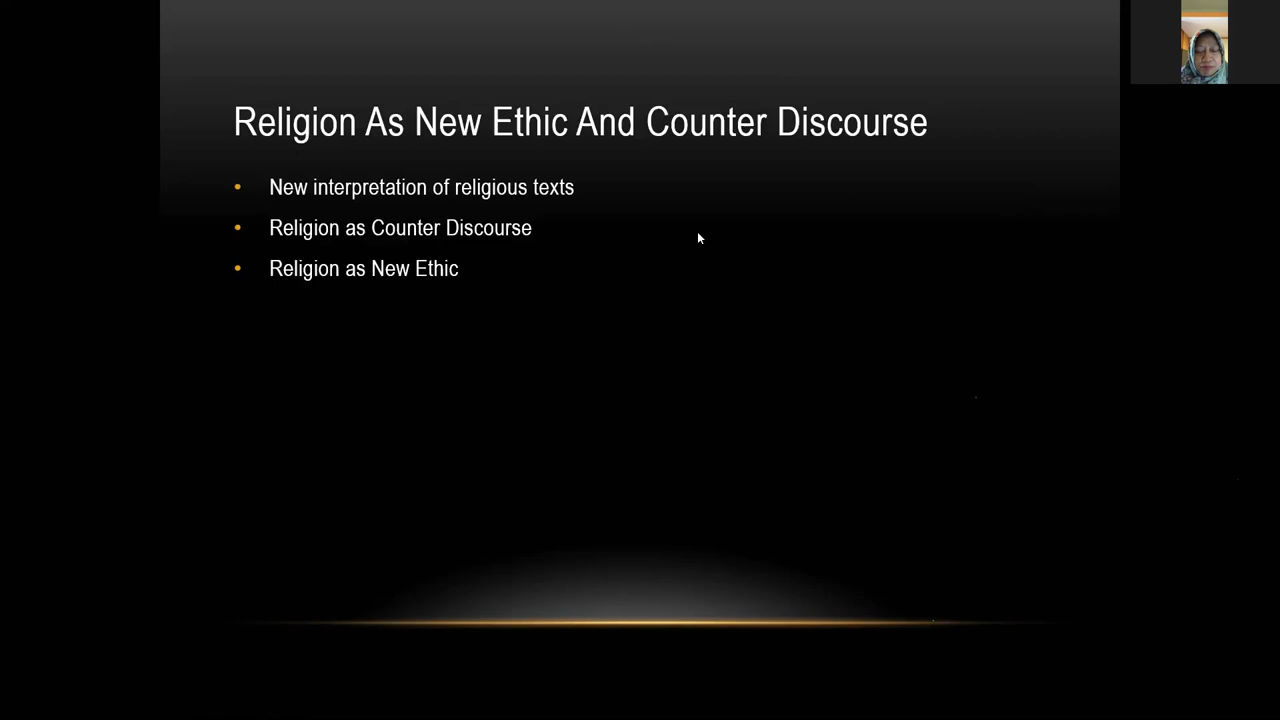 Religion As New Ethic And Counter Discourse
• New interpretation of religious texts
• Religion as Counter Discourse
• Religion as New Ethic